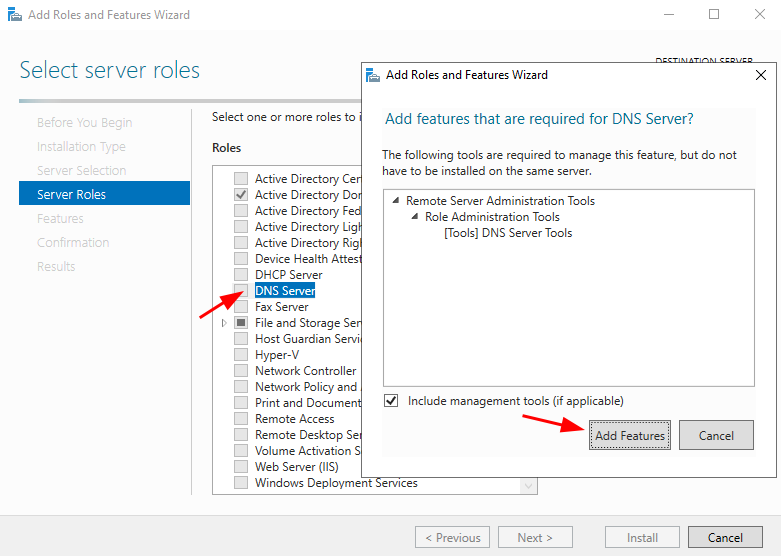 Add Roles and Features Wizard
Select server roles
DESTINATION SERVER
Before You Begin
Installation Type
Server Selection
Server Roles
Features
Confirmation
Results
Select one or more roles to i
Roles
Active Directory Cer
Active Directory Dor
Active Directory Fed
Active Directory Ligh
Active Directory Righ
Device Health Attest
DHCP Server
DNS Server
Fax Server
File and Storage Ser
Host Guardian Servi
Hyper-V
Network Controller
Network Policy and
Print and Document
Remote Access
Remote Desktop Ser
Volume Activation S
Web Server (IIS)
Windows Deployment Services
Add Roles and Features Wizard
Add features that are required for DNS Server?
The following tools are required to manage this feature, but do not
have to be installed on the same server.
Remote Server Administration Tools
Role Administration Tools
[Tools] DNS Server Tools
Include management tools (if applicable)
Add Features
Cancel
< Previous
Next >
Install
Cancel